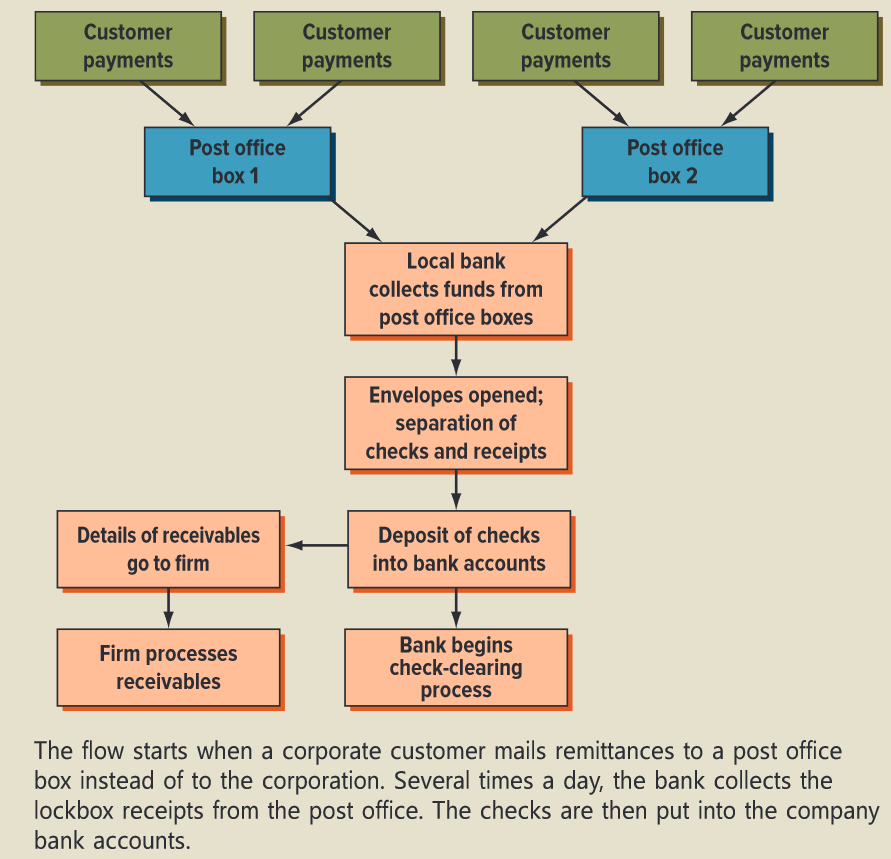 Customer
payments
Customer
payments
Customer
payments
Customer
payments
Post office
box 1
Post office
box 2
Local bank
collects funds from
post office boxes
Envelopes opened;
separation of
checks and receipts
Details of receivables
go to firm
Deposit of checks
into bank accounts
Firm processes
receivables
Bank begins
check-clearing
process
The flow starts when a corporate customer mails remittances to a post office
box instead of to the corporation. Several times a day, the bank collects the
lockbox receipts from the post office. The checks are then put into the company
bank accounts.